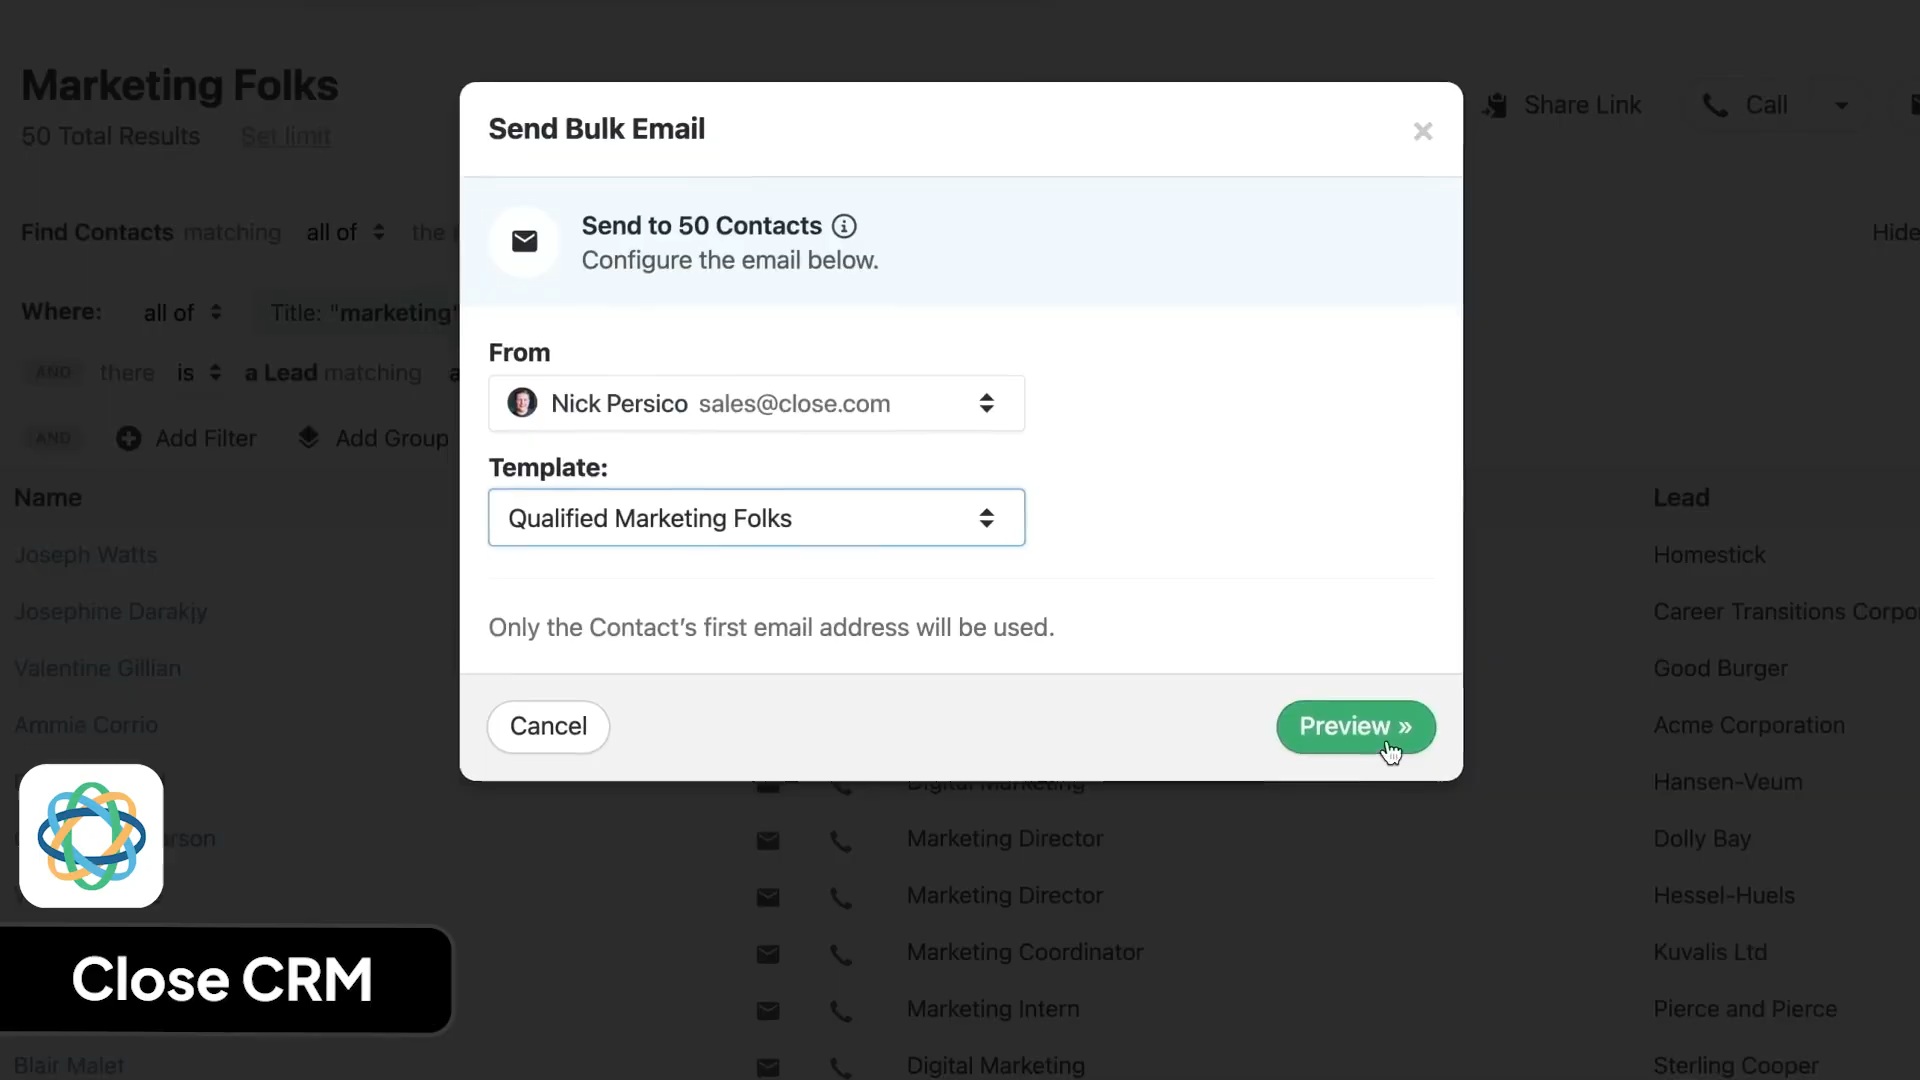 Marketing Folks
50 Total Results Set limit
Share Link Call
Find Contacts matching all of the
Hide
Where: all of Title: "marketing"
AND there is a Lead matching
AND Add Filter Add Group
Send Bulk Email
Send to 50 Contacts
Configure the email below.
From
Nick Persico sales@close.com
Template:
Qualified Marketing Folks
Only the Contact's first email address will be used.
Cancel Preview »
Name Lead
Joseph Watts Homestick
Josephine Darakjy Career Transitions
Valentine Gillian Good Burger
Ammie Corrio Acme Corporation
Digital Marketing Hansen-Veum
Marketing Director Dolly Bay
Marketing Director Hessel-Huels
Marketing Coordinator Kuvalis Ltd
Marketing Intern Pierce and Pierce
Blair Malet Digital Marketing Sterling Cooper
Close CRM